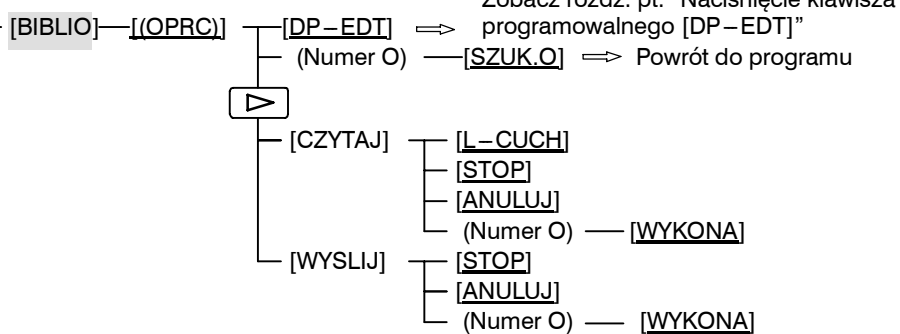 Zobacz rozdz. pt. "Naciśnięcie klawisza
[BIBLIO] [(OPRC)] [DP–EDT] programowalnego [DP–EDT]”
(Numer O) [SZUK.O] Powrót do programu
[CZYTAJ] [L–CUCH]
[STOP]
[ANULUJ]
(Numer O) [WYKONA]
[WYSLIJ] [STOP]
[ANULUJ]
(Numer O) [WYKONA]